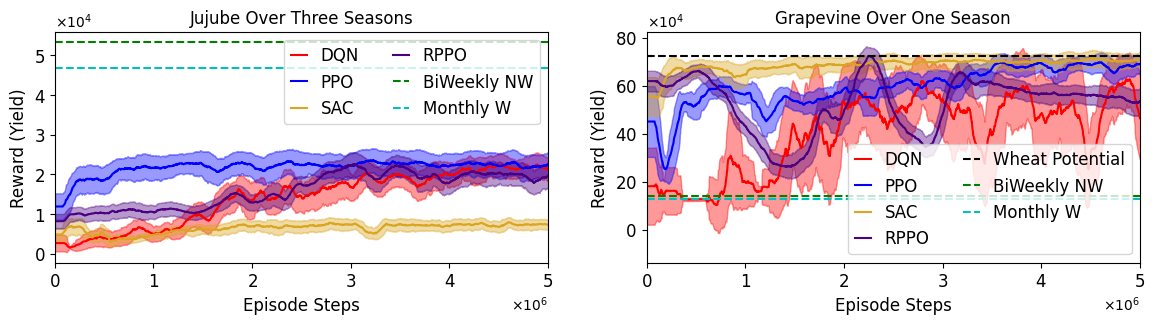 Jujube Over Three Seasons
×10⁴
5
4
3
2
1
0
Reward (Yield)
DQN
PPO
SAC
RPPO
BiWeekly NW
Monthly W
0 1 2 3 4 5
Episode Steps
×10⁶
Grapevine Over One Season
×10⁴
80
60
40
20
0
Reward (Yield)
DQN
PPO
SAC
RPPO
Wheat Potential
BiWeekly NW
Monthly W
0 1 2 3 4 5
Episode Steps
×10⁶